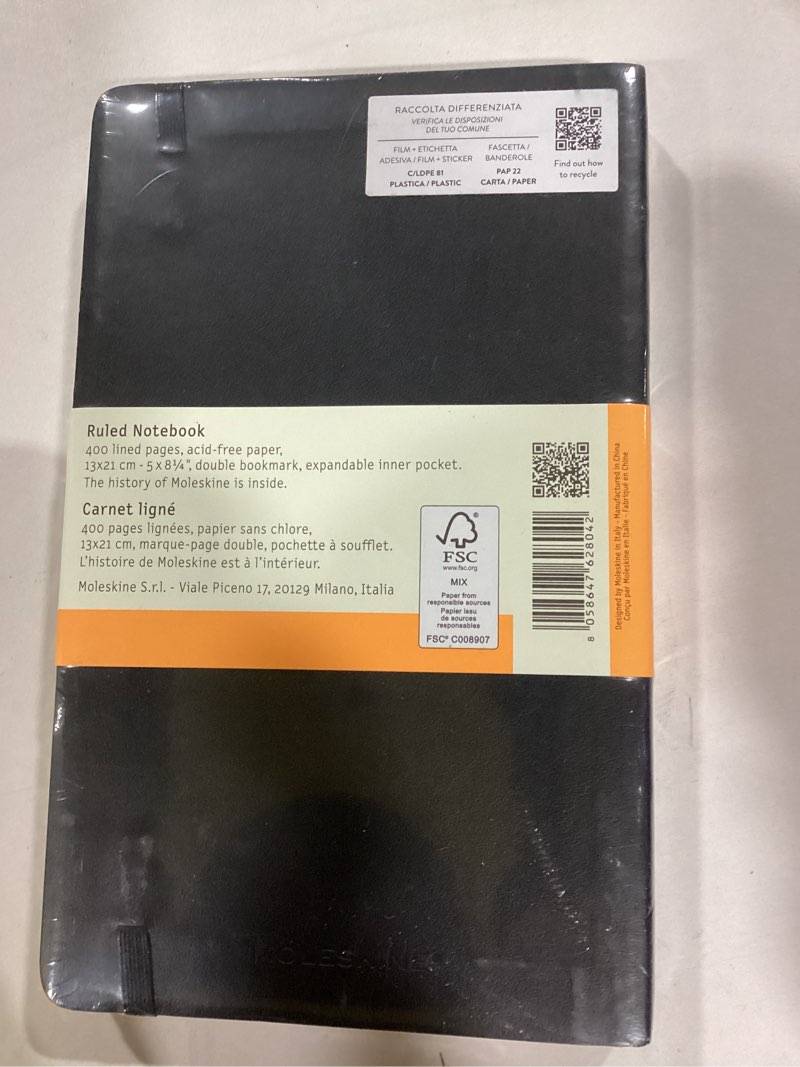 RACCOLTA DIFFERENZIATA
VERIFICA LE DISPOSIZIONI
DEL TUO COMUNE
FILM + ETICHETTA
ADESIVA / FILM + STICKER
C/LDPE 81
PLASTICA / PLASTIC
FASCETTA /
BANDEROLE
PAP 22
CARTA / PAPER
Find out how
to recycle
Ruled Notebook
400 lined pages, acid-free paper,
13x21 cm - 5 x 8¼", double bookmark, expandable inner pocket.
The history of Moleskine is inside.
Carnet ligné
400 pages lignées, papier sans chlore,
13x21 cm, marque-page double, pochette à soufflet.
L'histoire de Moleskine est à l'intérieur.
Moleskine S.r.l. - Viale Piceno 17, 20129 Milano, Italia
FSC®
www.fsc.org
MIX
Paper from
responsible sources
Papier issu
de sources
responsables
FSC® C008907
8 058647 628042
Designed by Moleskine in Italy - Manufactured in China
Conçu par Moleskine en Italie - Fabriqué en Chine
MOLESKINE